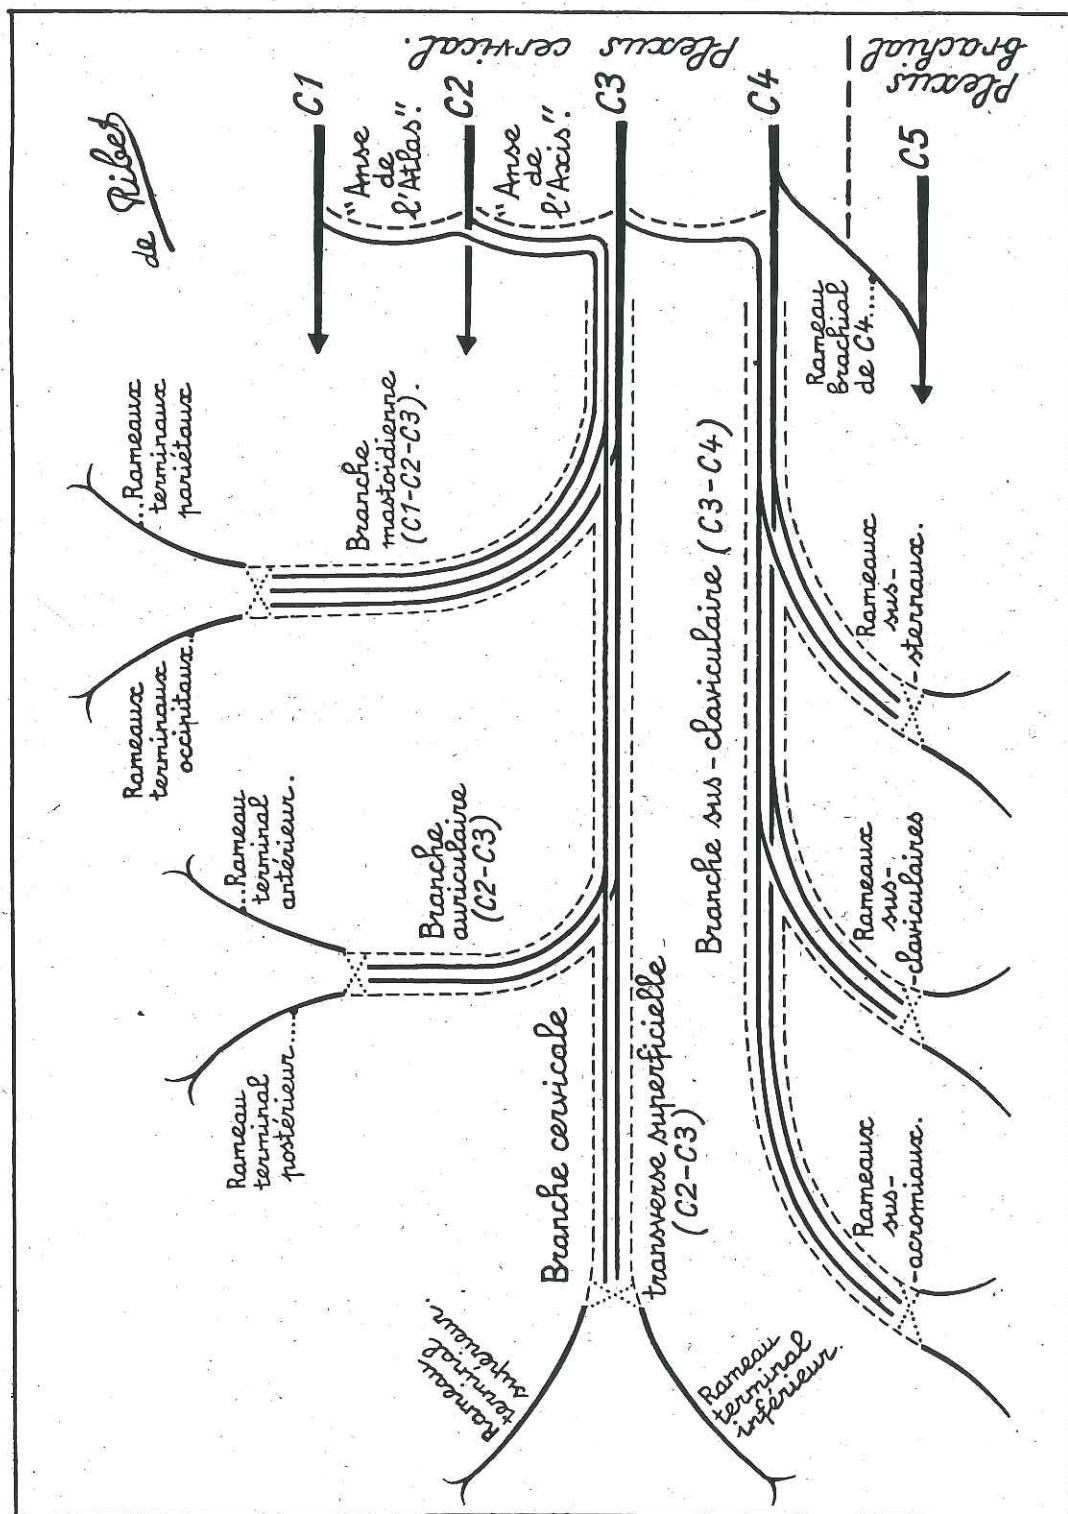 Plexus cervical.
Plexus
brachial
C1
C2
C3
C4
C5
"Anse
de
l'Atlas".
"Anse
de
l'Axis".
de Ribet
Rameau
brachial
de C4.....
...Rameaux
terminaux
pariétaux
Branche
mastoïdienne
(C1-C2-C3).
Rameaux
terminaux
occipitaux.
...Rameau
terminal
antérieur.
Branche
auriculaire
(C2-C3)
Rameau
terminal
postérieur....
Branche cervicale
transverse superficielle
(C2-C3)
Rameau
terminal
supérieur.
Rameau
terminal
inférieur.
Branche sus-claviculaire (C3-C4)
Rameaux
sus-
-sternaux.
Rameaux
sus-
-claviculaires
Rameaux
sus-
-acromiaux.